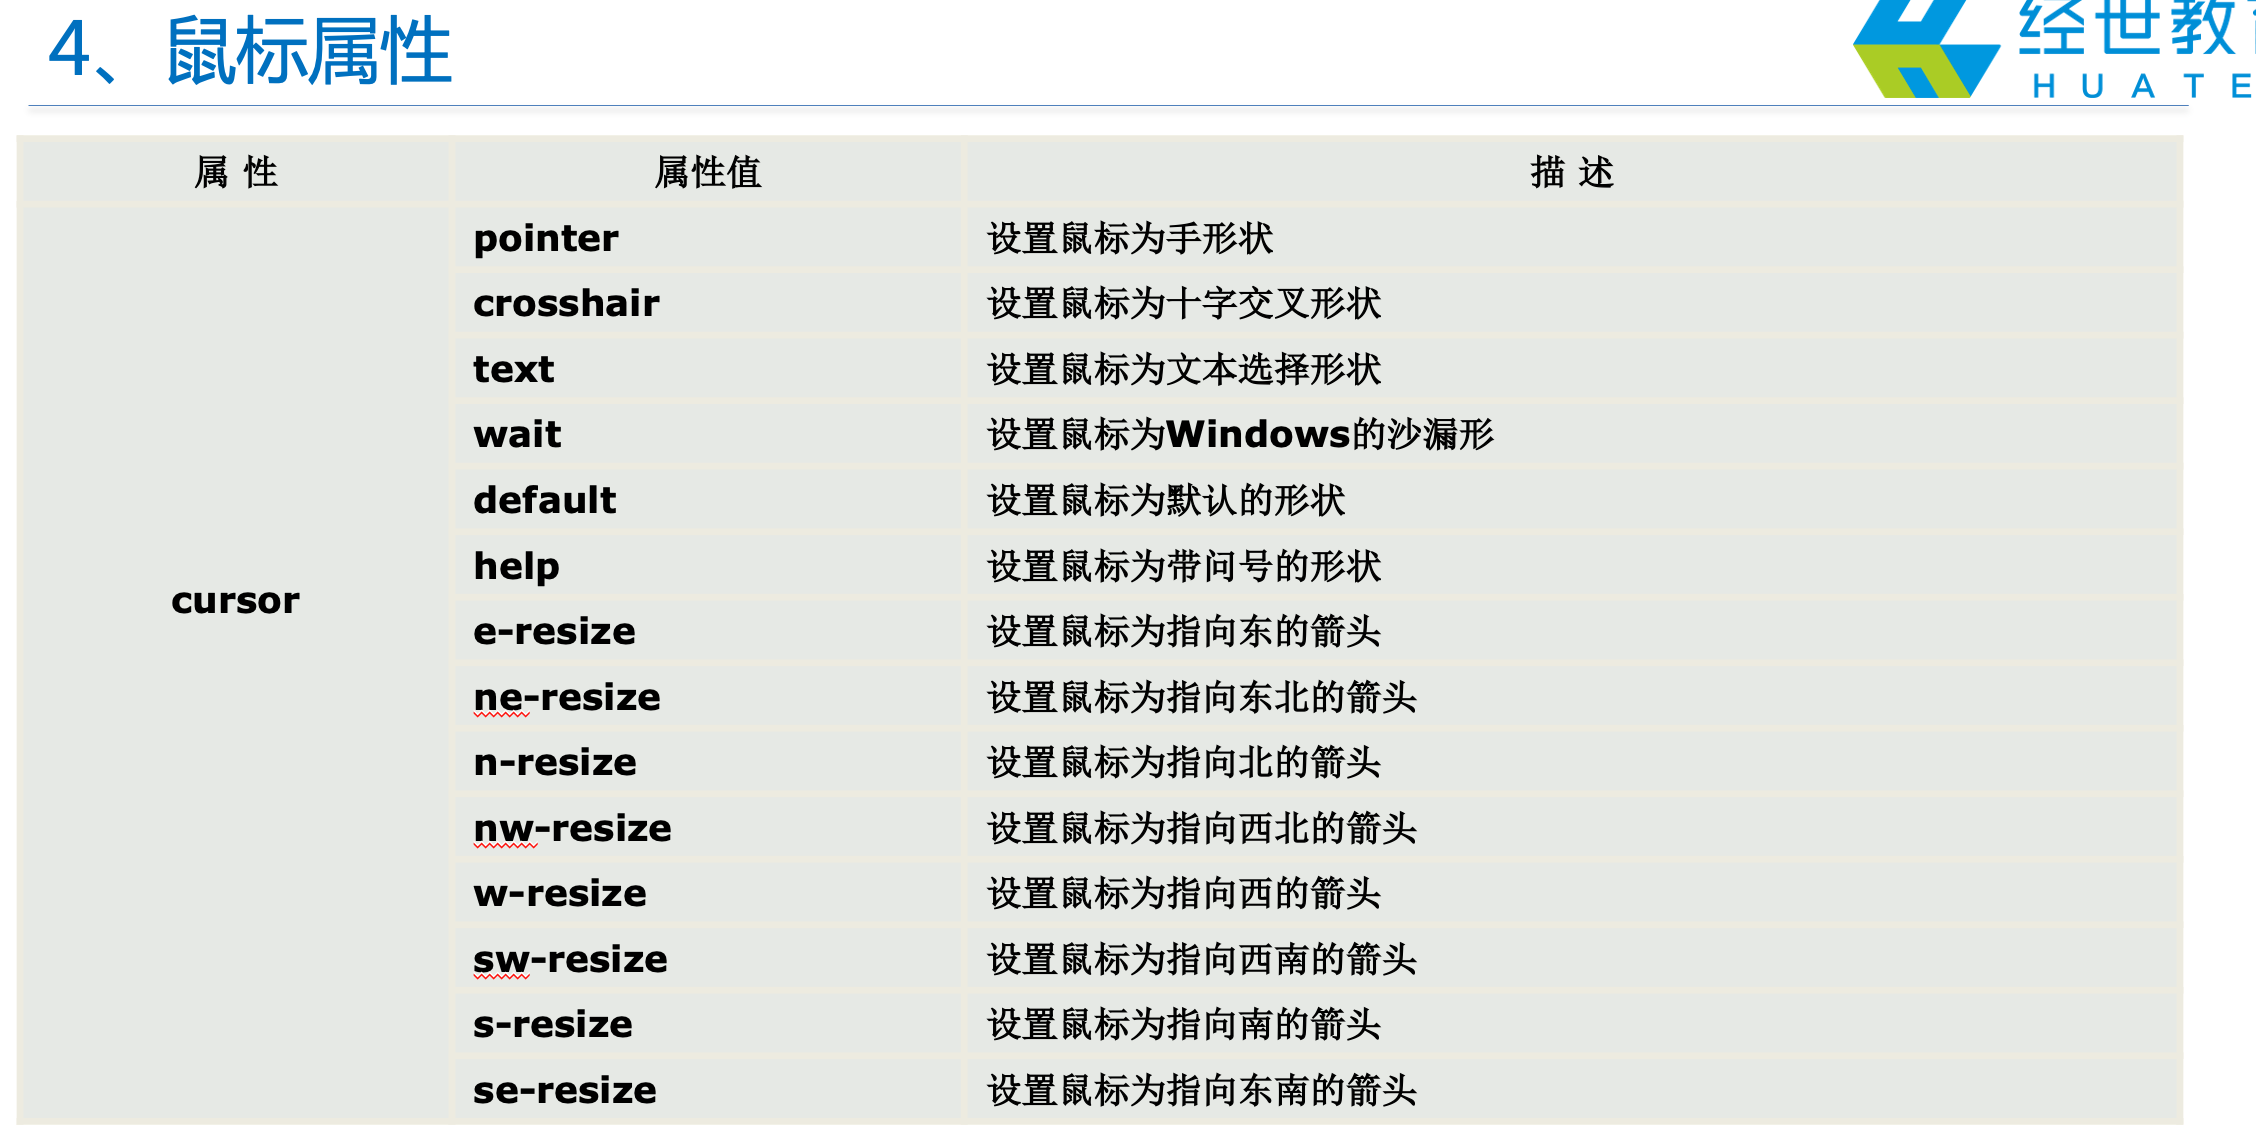 4、鼠标属性
经世教育
HUATE
属 性 属性值 描 述
cursor
pointer 设置鼠标为手形状
crosshair 设置鼠标为十字交叉形状
text 设置鼠标为文本选择形状
wait 设置鼠标为Windows的沙漏形
default 设置鼠标为默认的形状
help 设置鼠标为带问号的形状
e-resize 设置鼠标为指向东的箭头
ne-resize 设置鼠标为指向东北的箭头
n-resize 设置鼠标为指向北的箭头
nw-resize 设置鼠标为指向西北的箭头
w-resize 设置鼠标为指向西的箭头
sw-resize 设置鼠标为指向西南的箭头
s-resize 设置鼠标为指向南的箭头
se-resize 设置鼠标为指向东南的箭头